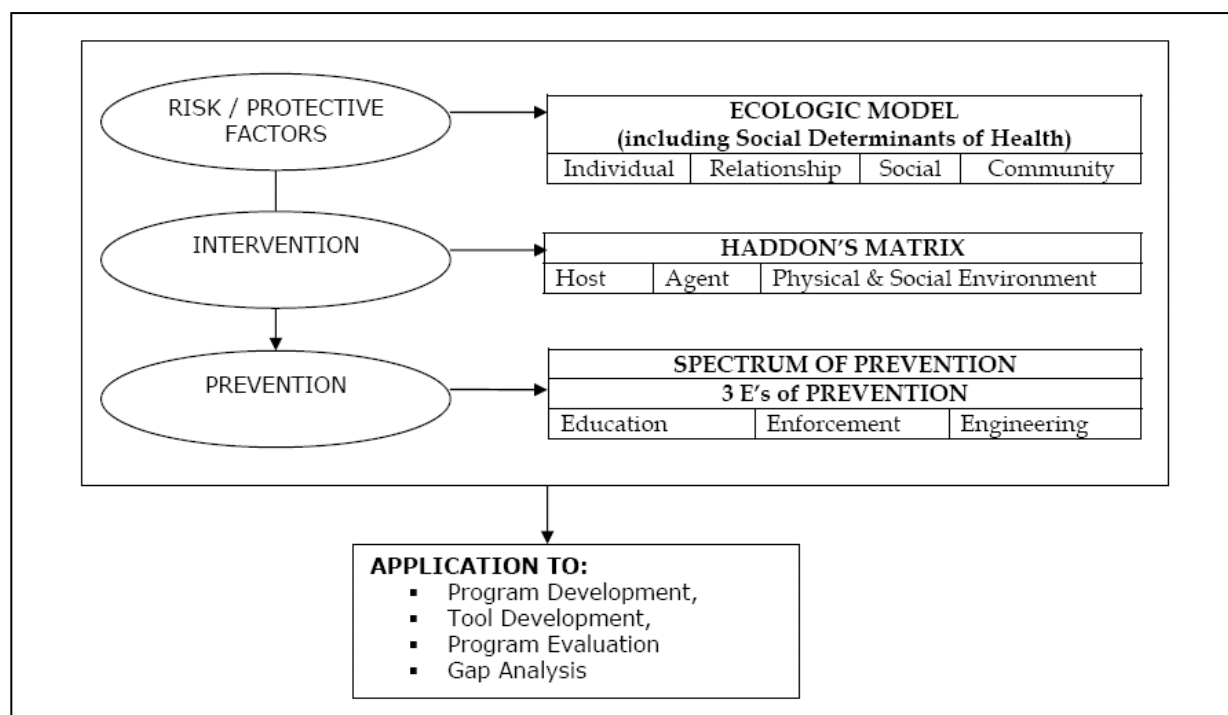 RISK / PROTECTIVE
FACTORS
ECOLOGIC MODEL
(including Social Determinants of Health)
Individual Relationship Social Community
INTERVENTION
HADDON'S MATRIX
Host Agent Physical & Social Environment
PREVENTION
SPECTRUM OF PREVENTION
3 E's of PREVENTION
Education Enforcement Engineering
APPLICATION TO:
▪ Program Development,
▪ Tool Development,
▪ Program Evaluation
▪ Gap Analysis